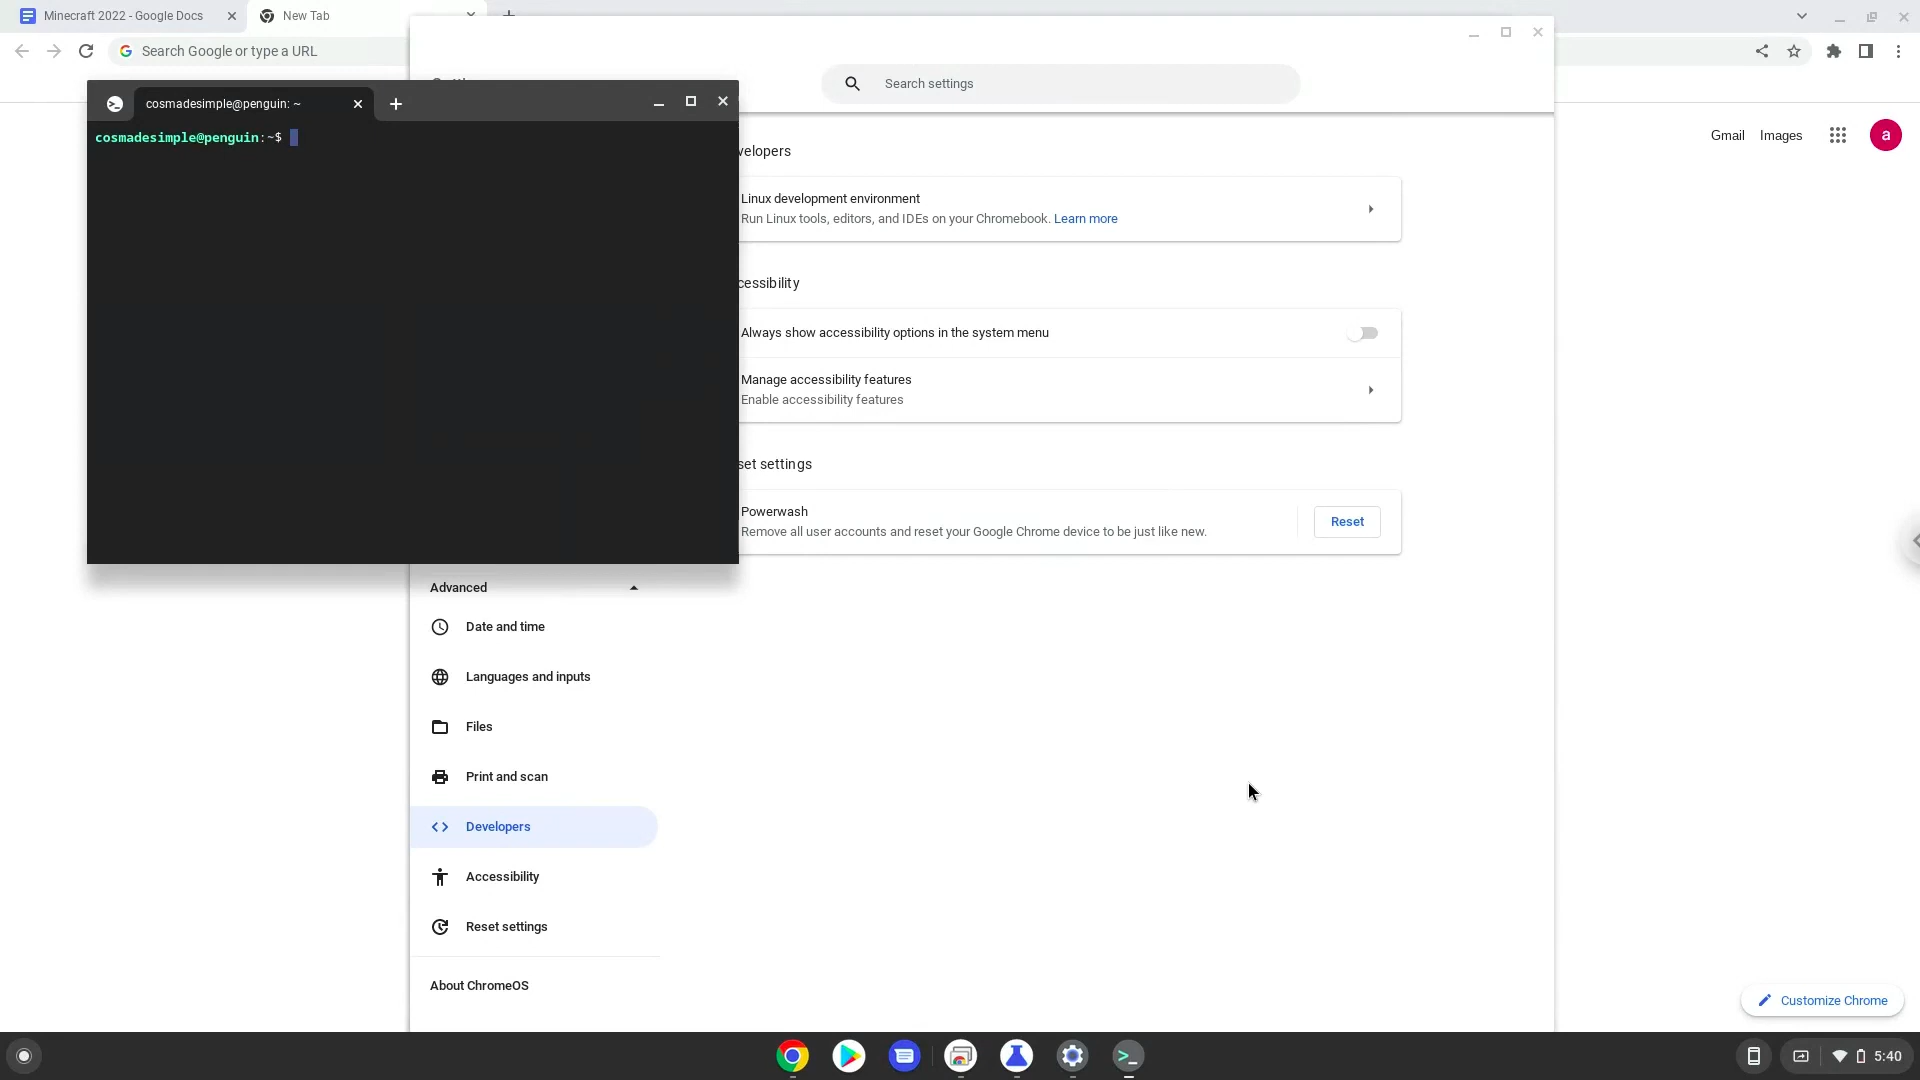 Minecraft 2022 - Google Docs
New Tab
Search Google or type a URL
Search settings
cosmadesimple@penguin: ~
cosmadesimple@penguin:~$
Gmail
Images
a
velopers
Linux development environment
Run Linux tools, editors, and IDEs on your Chromebook. Learn more
cessibility
Always show accessibility options in the system menu
Manage accessibility features
Enable accessibility features
set settings
Powerwash
Remove all user accounts and reset your Google Chrome device to be just like new.
Reset
Advanced
Date and time
Languages and inputs
Files
Print and scan
Developers
Accessibility
Reset settings
About ChromeOS
Customize Chrome
5:40